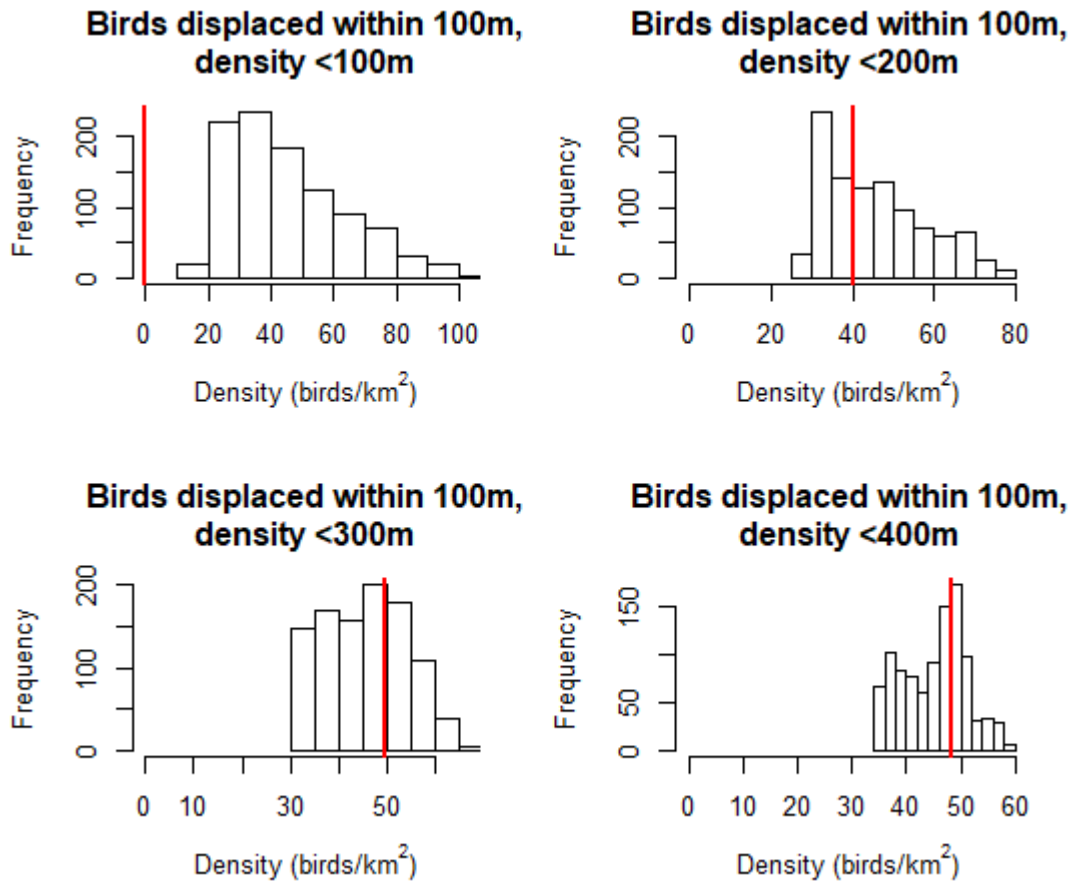 Birds displaced within 100m,
density <100m
Frequency
0 100 200
0 20 40 60 80 100
Density (birds/km²)
Birds displaced within 100m,
density <200m
Frequency
0 100 200
0 20 40 60 80
Density (birds/km²)
Birds displaced within 100m,
density <300m
Frequency
0 100 200
0 10 30 50
Density (birds/km²)
Birds displaced within 100m,
density <400m
Frequency
0 50 150
0 10 20 30 40 50 60
Density (birds/km²)